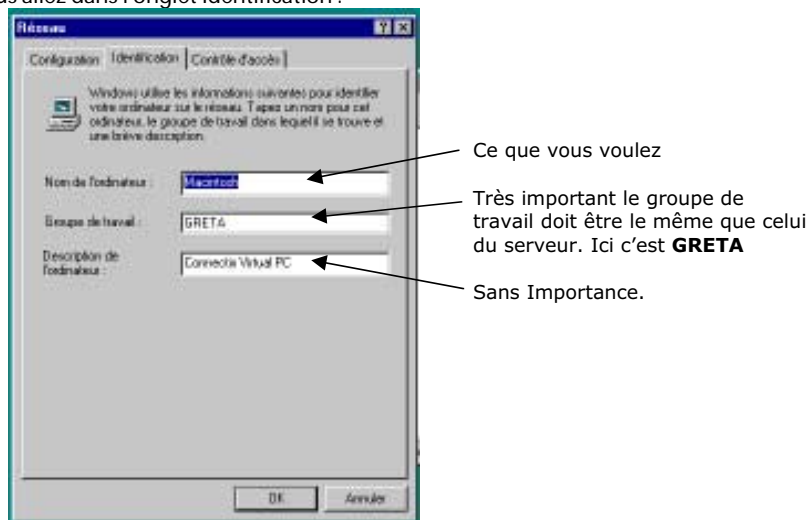 allez dans l'onglet Identification :
Réseau
Configuration Identification Contrôle d'accès
Windows utilise les informations suivantes pour identifier
votre ordinateur sur le réseau. Tapez un nom pour cet
ordinateur, le groupe de travail dans lequel il se trouve et
une brève description.
Nom de l'ordinateur :
Macintosh
Ce que vous voulez
Groupe de travail :
GRETA
Très important le groupe de
travail doit être le même que celui
du serveur. Ici c'est GRETA
Description de
l'ordinateur :
Connectix Virtual PC
Sans Importance.
OK Annuler